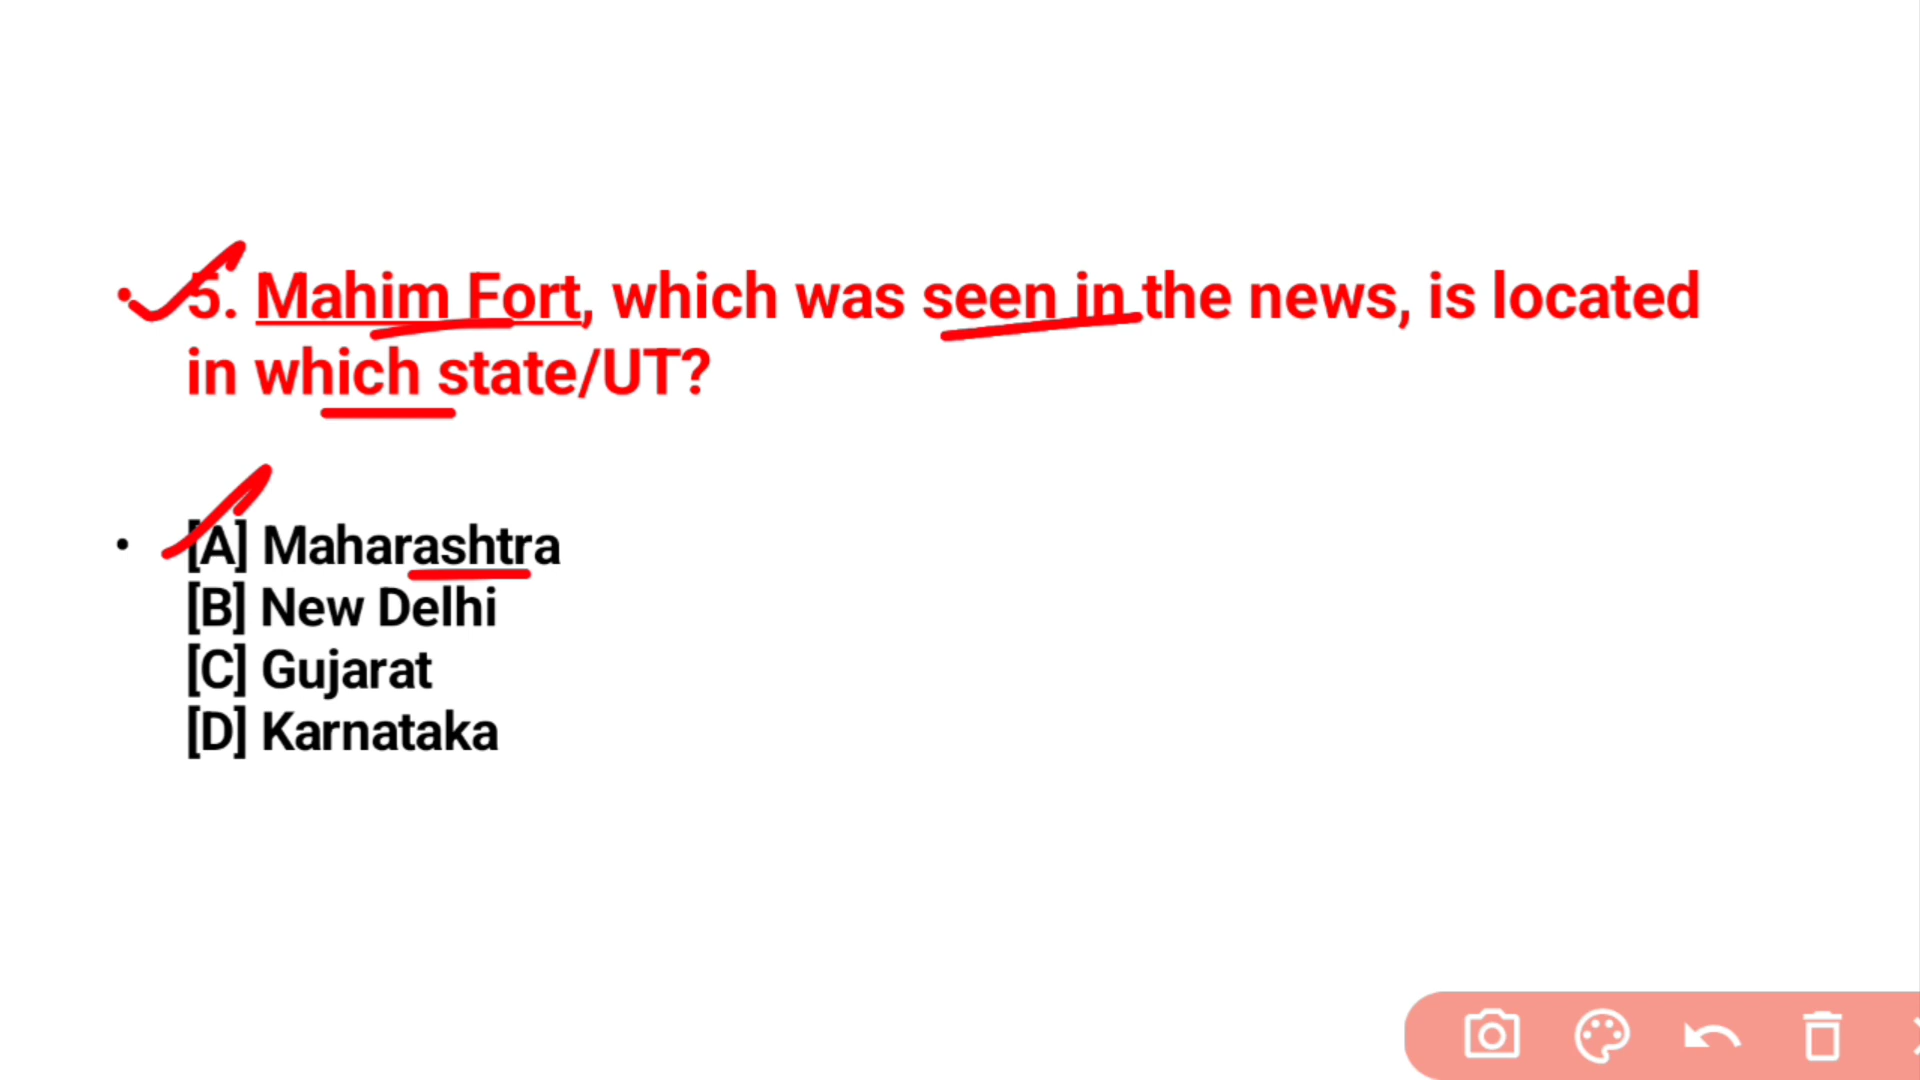 • 5. Mahim Fort, which was seen in the news, is located
in which state/UT?
• [A] Maharashtra
[B] New Delhi
[C] Gujarat
[D] Karnataka